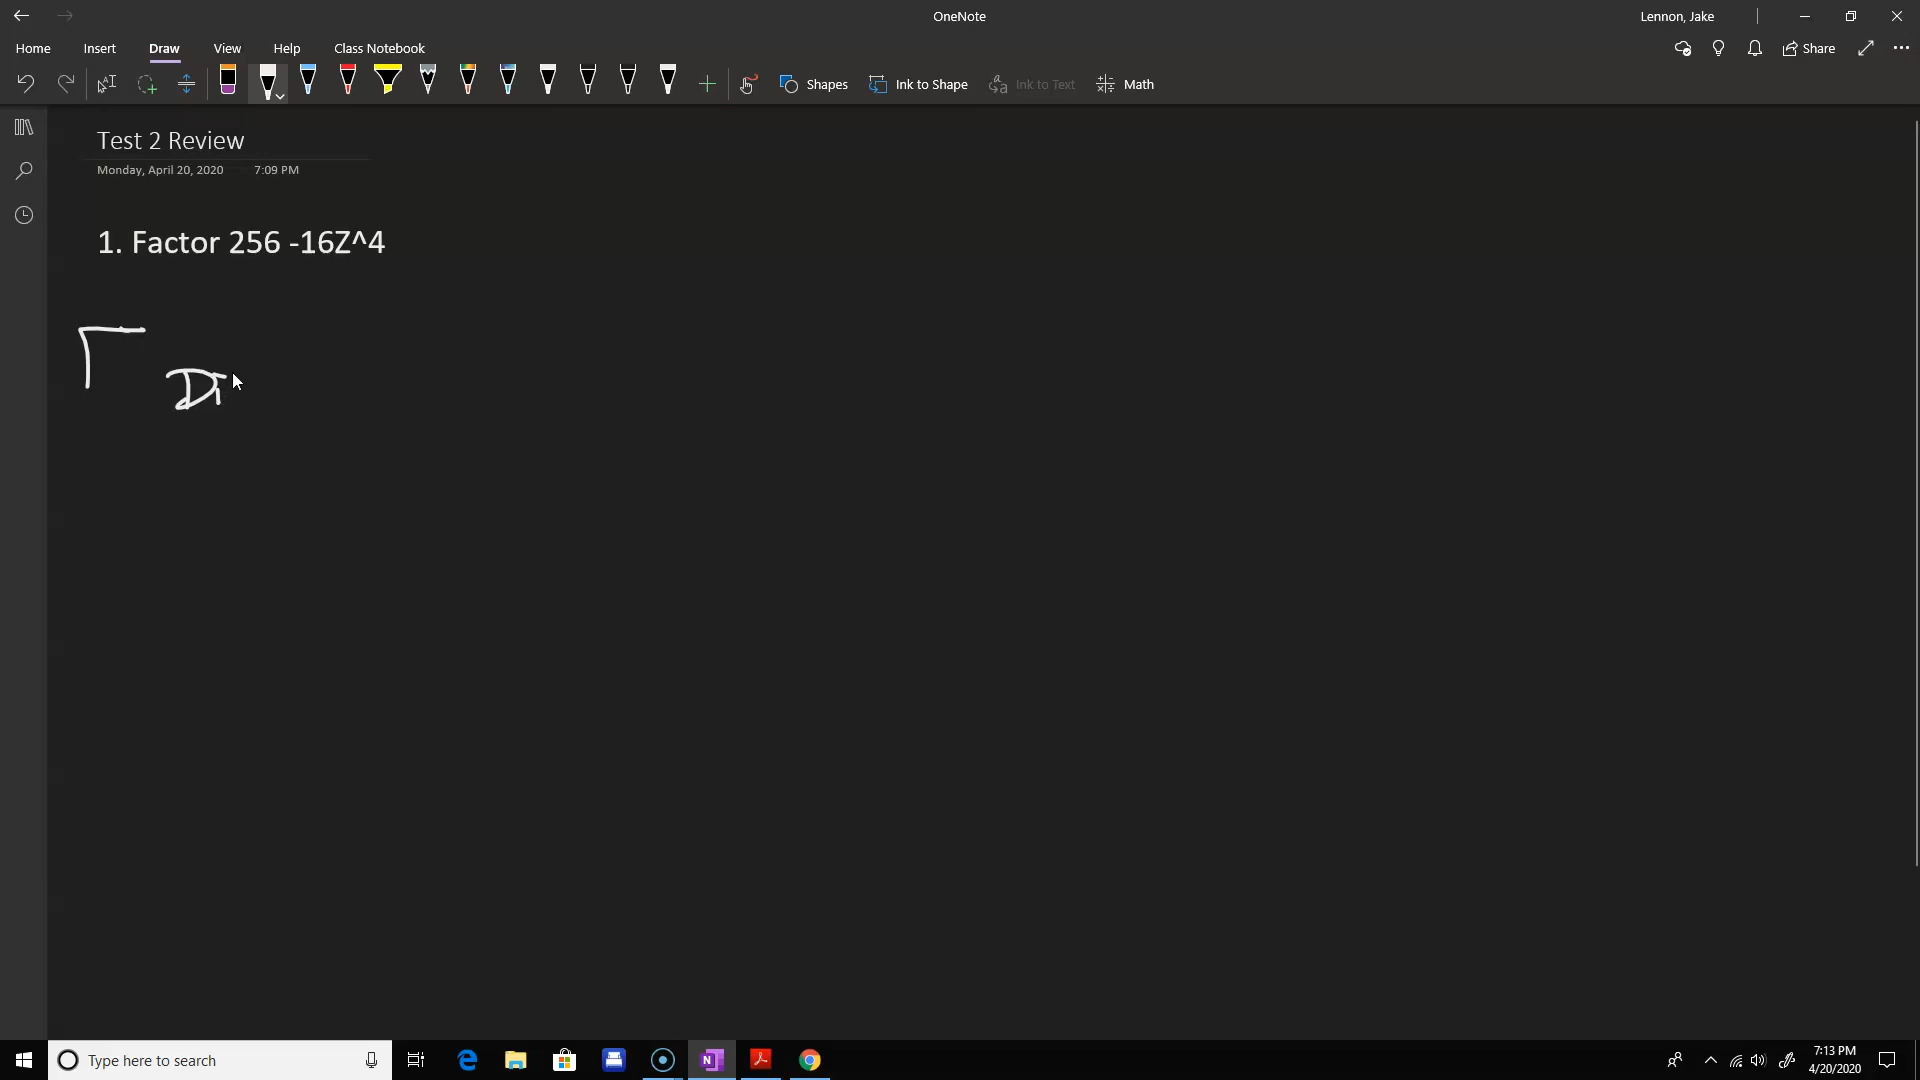 OneNote
Lennon, Jake
Home Insert Draw View Help Class Notebook
Share
Shapes Ink to Shape Ink to Text Math
Test 2 Review
Monday, April 20, 2020 7:09 PM
1. Factor 256 -16Z^4
Di
Type here to search
7:13 PM
4/20/2020